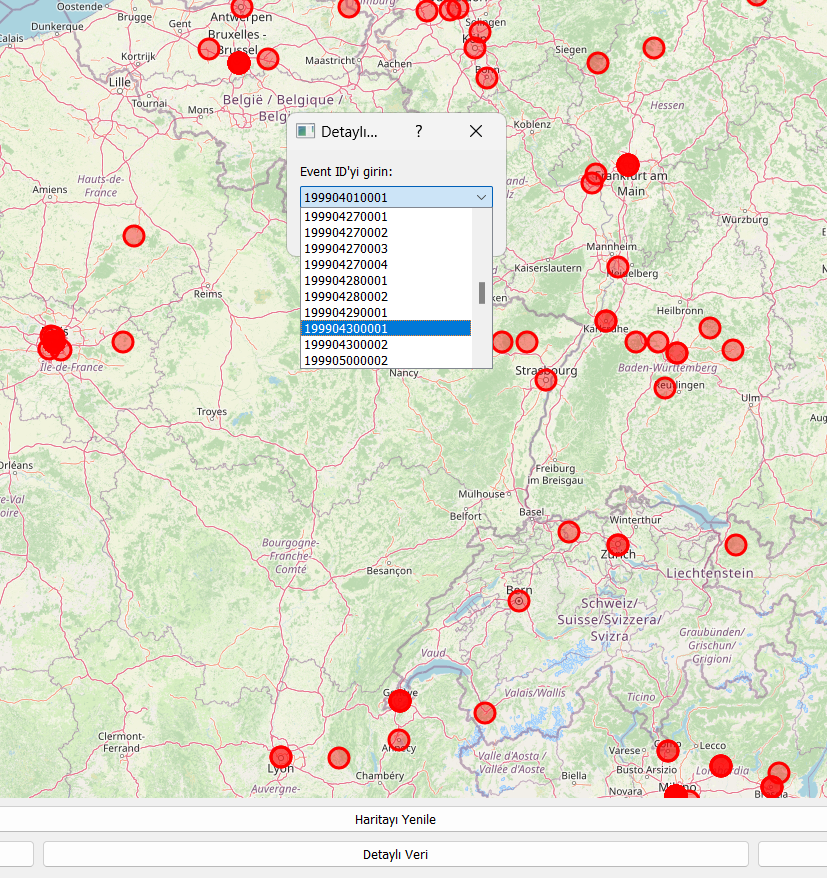 Oostende
Brugge
Antwerpen
Dunkerque
Gent
Calais
Bruxelles -
Brussel
Solingen
Köln
Siegen
Kortrijk
Maastricht
Aachen
Bonn
Lille
Tournai
Mons
België / Belgique /
Hessen
Koblenz
Detaylı...
?
Event ID'yi girin:
199904010001
199904270001
199904270002
199904270003
199904270004
199904280001
199904280002
199904290001
199904300001
199904300002
199905000002
Hauts-de-
France
Amiens
Frankfurt am
Main
Würzburg
Mannheim
Heidelberg
Kaiserslautern
Reims
Heilbronn
Karlsruhe
Paris
Île-de-France
Nancy
Strasbourg
Baden-Württemberg
Reutlingen
Ulm
Troyes
Orléans
Freiburg
im Breisgau
Mulhouse
Belfort
Basel
Winterthur
Zürich
Bourgogne-
Franche-
Comté
Besançon
Liechtenstein
Bern
Schweiz/
Suisse/Svizzera/
Svizra
Graubünden/
Grischun/
Grigioni
Vaud
Genève
Valais/Wallis
Ticino
Clermont-
Ferrand
Annecy
Lyon
Chambéry
Valle d'Aosta /
Vallée d'Aoste
Biella
Varese
Como
Lecco
Busto Arsizio
Lombardia
Novara
Milano
Brescia
Auvergne-
Haritayı Yenile
Detaylı Veri